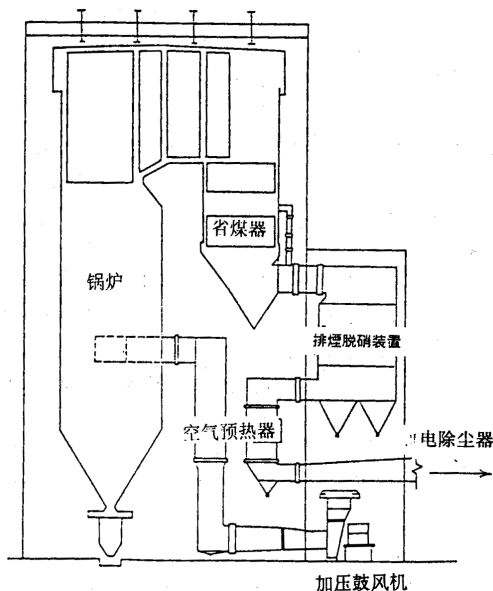 省煤器
锅炉
排煙脱硝装置
空气预热器
电除尘器
加压鼓风机